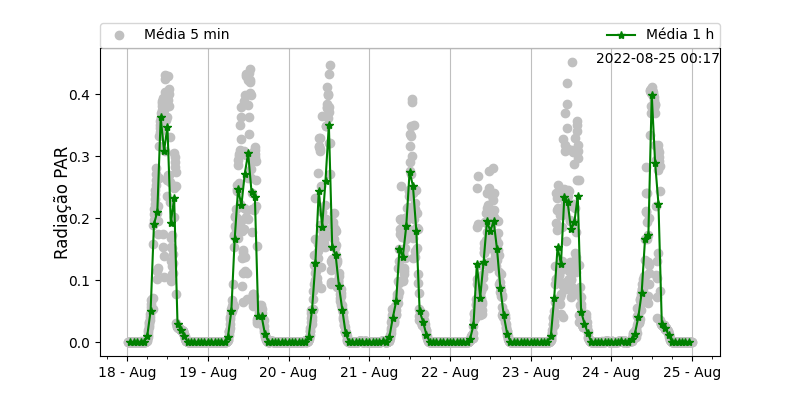 Média 5 min
Média 1 h
2022-08-25 00:17
Radiação PAR
0.4
0.3
0.2
0.1
0.0
18 - Aug 19 - Aug 20 - Aug 21 - Aug 22 - Aug 23 - Aug 24 - Aug 25 - Aug